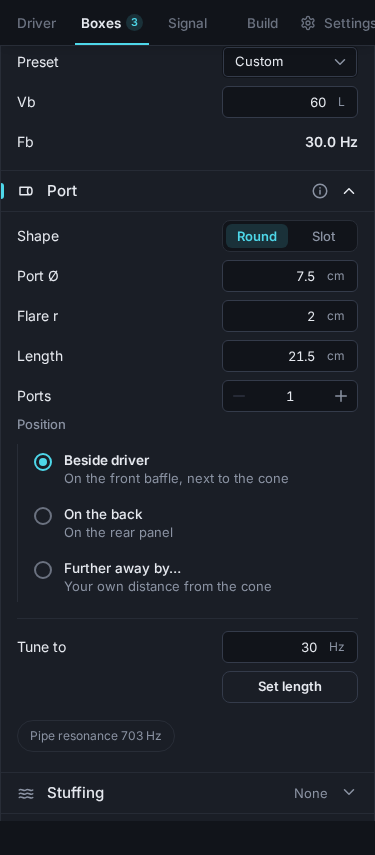 Driver Boxes 3 Signal Build Settings
Preset Custom
Vb 60 L
Fb 30.0 Hz
Port
Shape Round Slot
Port Ø 7.5 cm
Flare r 2 cm
Length 21.5 cm
Ports 1
Position
Beside driver
On the front baffle, next to the cone
On the back
On the rear panel
Further away by...
Your own distance from the cone
Tune to 30 Hz
Set length
Pipe resonance 703 Hz
Stuffing None